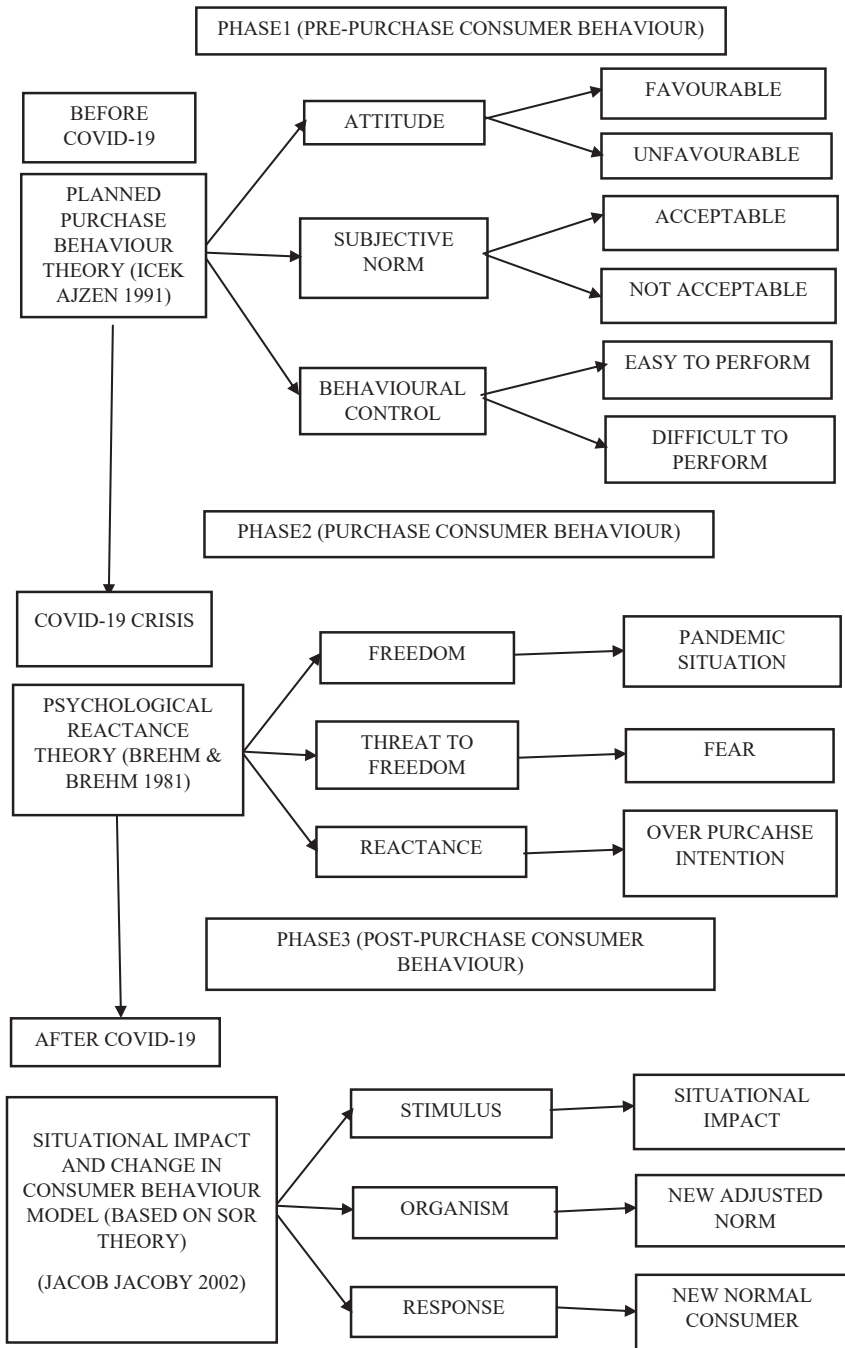 PHASE1 (PRE-PURCHASE CONSUMER BEHAVIOUR)
BEFORE
COVID-19
PLANNED
PURCHASE
BEHAVIOUR
THEORY (ICEK
AJZEN 1991)
ATTITUDE
FAVOURABLE
UNFAVOURABLE
SUBJECTIVE
NORM
ACCEPTABLE
NOT ACCEPTABLE
BEHAVIOURAL
CONTROL
EASY TO PERFORM
DIFFICULT TO
PERFORM
PHASE2 (PURCHASE CONSUMER BEHAVIOUR)
COVID-19 CRISIS
PSYCHOLOGICAL
REACTANCE
THEORY (BREHM &
BREHM 1981)
FREEDOM
PANDEMIC
SITUATION
THREAT TO
FREEDOM
FEAR
REACTANCE
OVER PURCAHSE
INTENTION
PHASE3 (POST-PURCHASE CONSUMER
BEHAVIOUR)
AFTER COVID-19
SITUATIONAL IMPACT
AND CHANGE IN
CONSUMER BEHAVIOUR
MODEL (BASED ON SOR
THEORY)
(JACOB JACOBY 2002)
STIMULUS
SITUATIONAL
IMPACT
ORGANISM
NEW ADJUSTED
NORM
RESPONSE
NEW NORMAL
CONSUMER